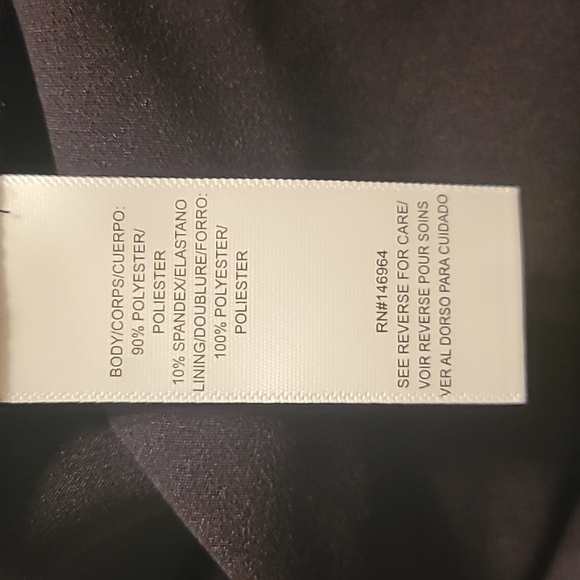 BODY/CORPS/CUERPO:
90% POLYESTER/
POLIESTER
10% SPANDEX/ELASTANO
LINING/DOUBLURE/FORRO:
100% POLYESTER/
POLIESTER
RN#146964
SEE REVERSE FOR CARE/
VOIR REVERSE POUR SOINS
VER AL DORSO PARA CUIDADO